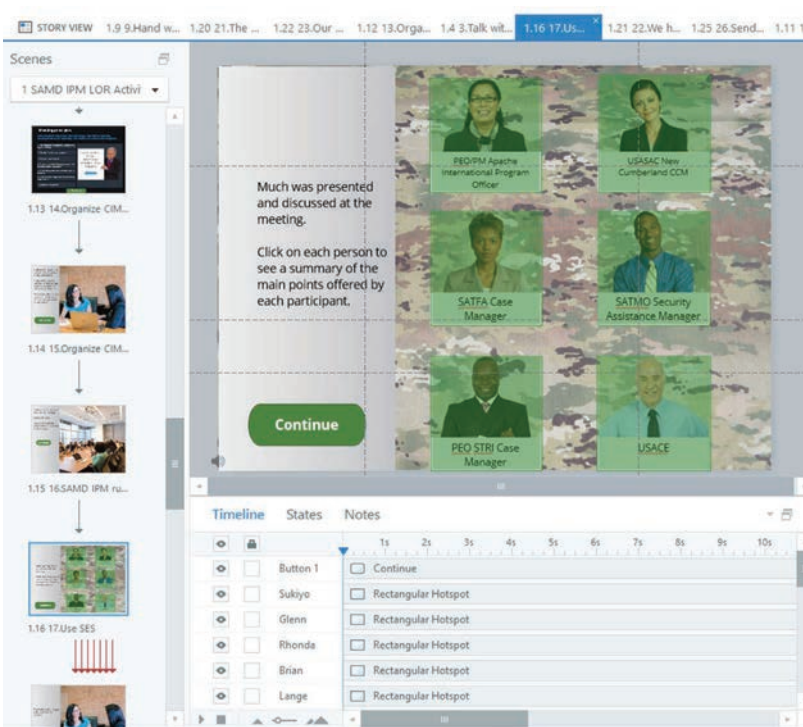 STORY VIEW 1.9 9.Hand w... 1.20 21.The ... 1.22 23.Our ... 1.12 13.Orga... 1.4 3.Talk wit... 1.16 17.Us... × 1.21 22.We h... 1.25 26.Send... 1.11 1
Scenes
1 SAMD IPM LOR Activi
1.13 14.Organize CIM...
1.14 15.Organize CIM...
1.15 16.SAMD IPM ru...
1.16 17.Use SES
Much was presented
and discussed at the
meeting.
Click on each person to
see a summary of the
main points offered by
each participant.
Continue
PEO/PM Apache
International Program
Officer
USASAC New
Cumberland CCM
SATFA Case
Manager
SATMO Security
Assistance Manager
PEO STRI Case
Manager
USACE
Timeline States Notes
1s 2s 3s 4s 5s 6s 7s 8s 9s 10s
Button 1 Continue
Sukiyo Rectangular Hotspot
Glenn Rectangular Hotspot
Rhonda Rectangular Hotspot
Brian Rectangular Hotspot
Lange Rectangular Hotspot